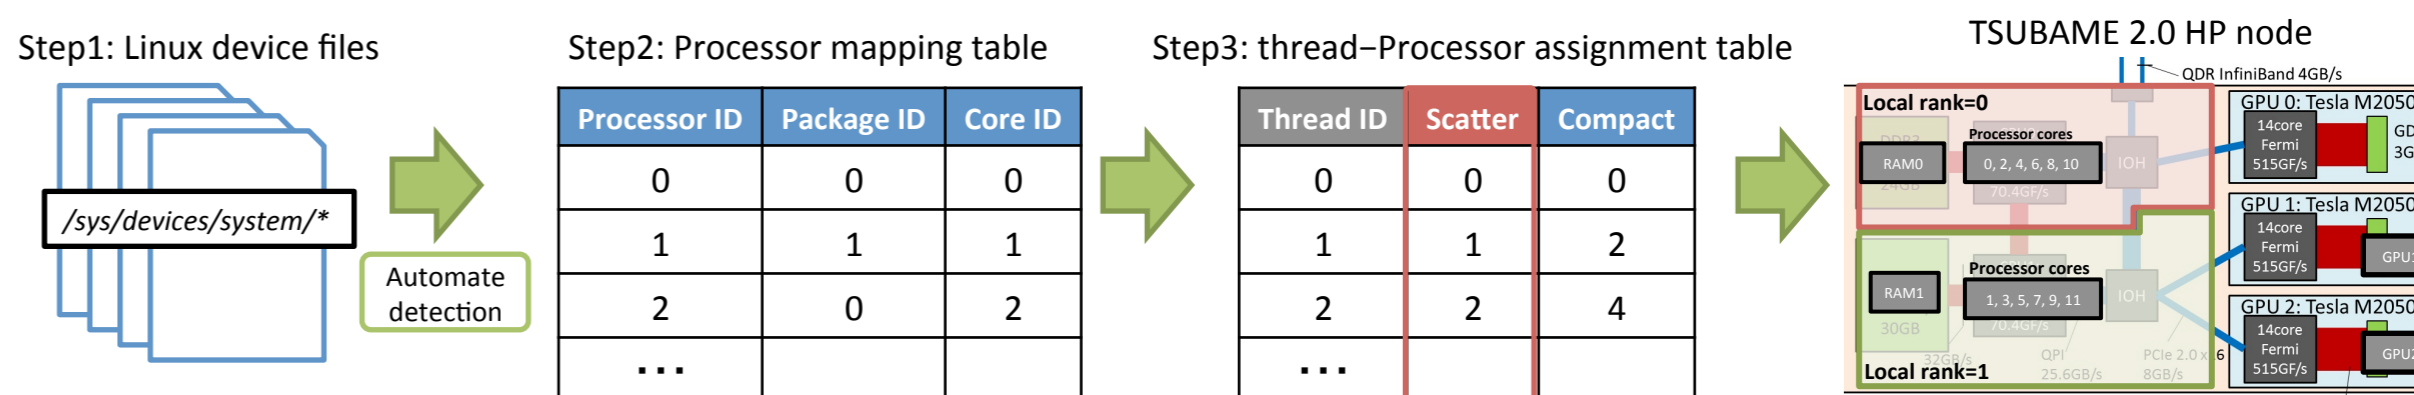 Step1: Linux device files
/sys/devices/system/*
Automate
detection
Step2: Processor mapping table
Processor ID Package ID Core ID
0 0 0
1 1 1
2 0 2
...
Step3: thread–Processor assignment table
Thread ID Scatter Compact
0 0 0
1 1 2
2 2 4
...
TSUBAME 2.0 HP node
QDR InfiniBand 4GB/s
Local rank=0
DDR3
RAM0
24GB
Processor cores
0, 2, 4, 6, 8, 10
70.4GF/s
IOH
GPU 0: Tesla M2050
14core
Fermi
515GF/s
RAM1
30GB
Processor cores
1, 3, 5, 7, 9, 11
70.4GF/s
IOH
GPU 1: Tesla M2050
14core
Fermi
515GF/s
GPU1
32GB/s
QPI
25.6GB/s
PCIe 2.0 x16
8GB/s
Local rank=1
GPU 2: Tesla M2050
14core
Fermi
515GF/s
GPU2